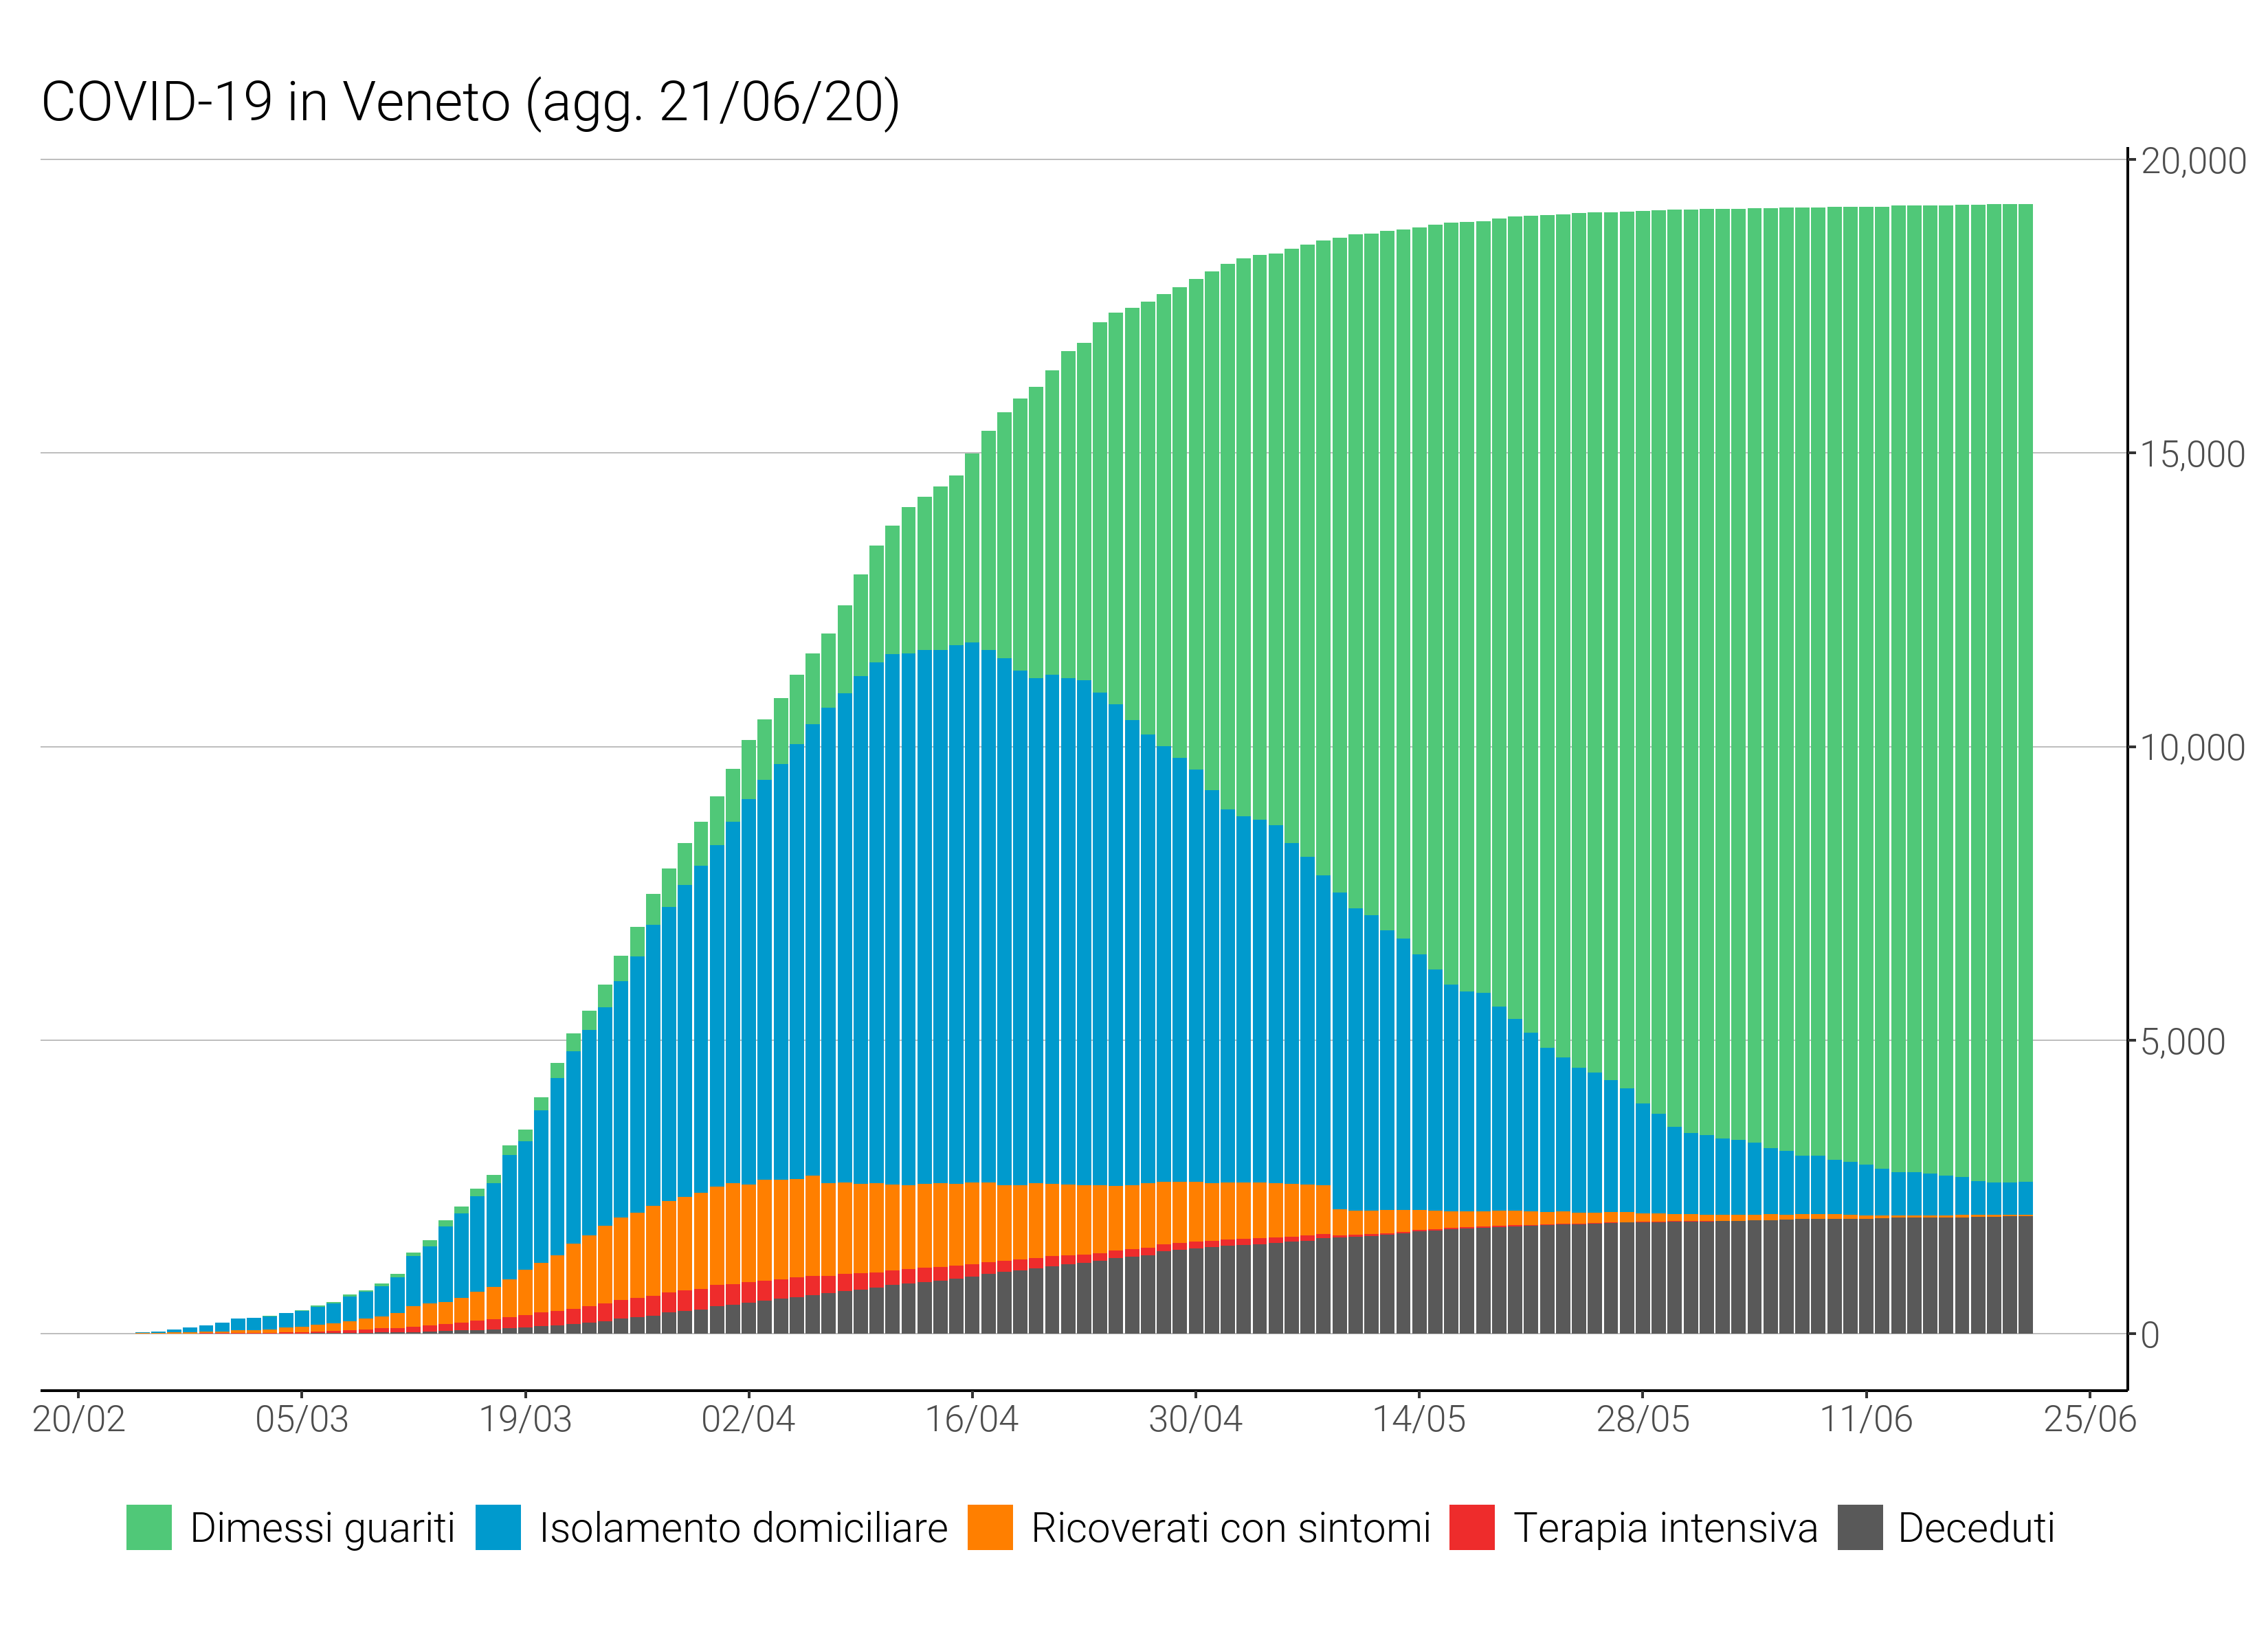 COVID-19 in Veneto (agg. 21/06/20)
20,000
15,000
10,000
5,000
0
20/02 05/03 19/03 02/04 16/04 30/04 14/05 28/05 11/06 25/06
Dimessi guariti Isolamento domiciliare Ricoverati con sintomi Terapia intensiva Deceduti